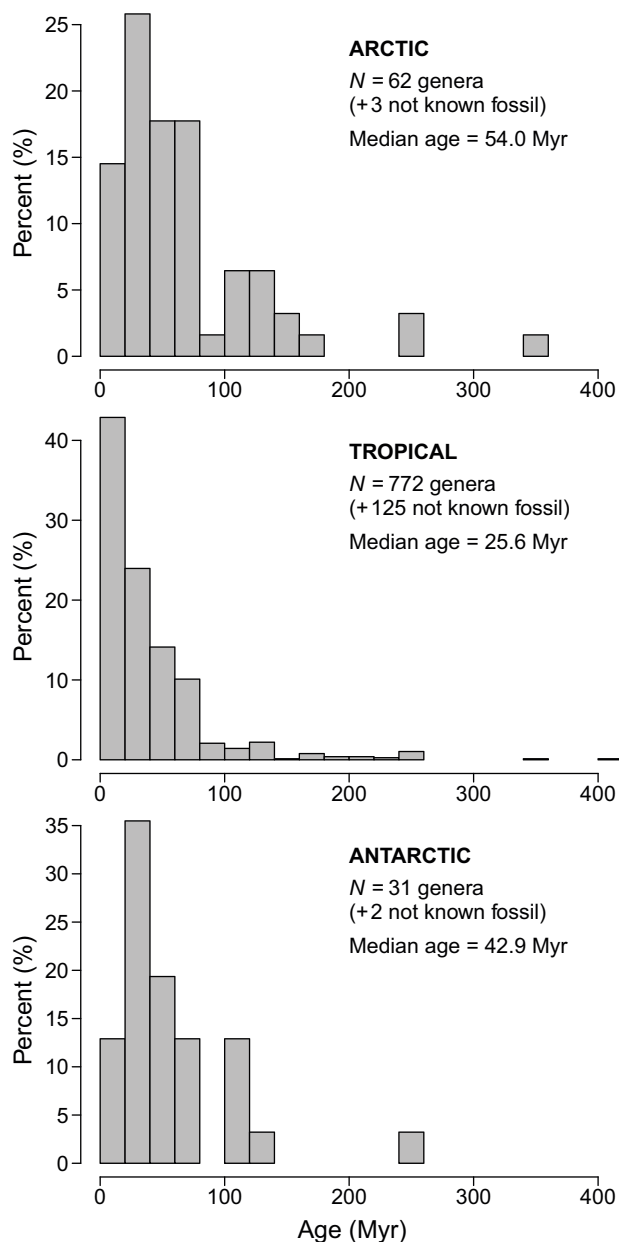 25
20
15
10
5
0
Percent (%)
ARCTIC
N = 62 genera
(+3 not known fossil)
Median age = 54.0 Myr
0 100 200 300 400
40
30
20
10
0
Percent (%)
TROPICAL
N = 772 genera
(+125 not known fossil)
Median age = 25.6 Myr
0 100 200 300 400
35
30
25
20
15
10
5
0
Percent (%)
ANTARCTIC
N = 31 genera
(+2 not known fossil)
Median age = 42.9 Myr
0 100 200 300 400
Age (Myr)